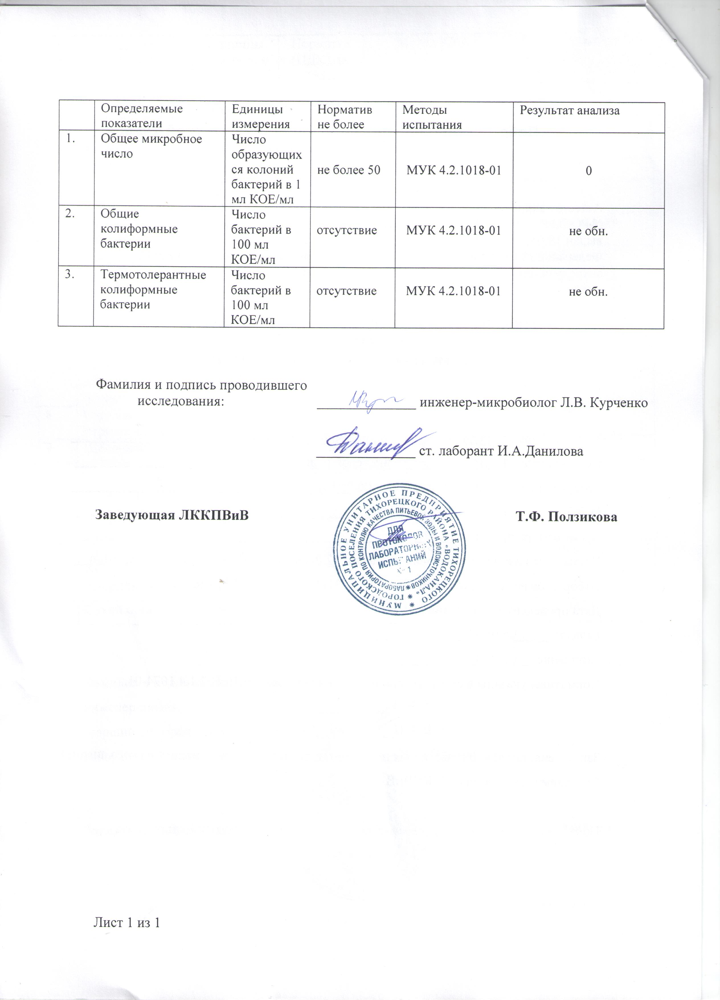 Определяемые показатели
Единицы измерения
Норматив не более
Методы испытания
Результат анализа
1.
Общее микробное число
Число образующих
ся колоний
бактерий в 1
мл КОЕ/мл
не более 50
МУК 4.2.1018-01
0
2.
Общие
колиформные
бактерии
Число
бактерий в
100 мл
КОЕ/мл
отсутствие
МУК 4.2.1018-01
не обн.
3.
Термотолерантные
колиформные
бактерии
Число
бактерий в
100 мл
КОЕ/мл
отсутствие
МУК 4.2.1018-01
не обн.
Фамилия и подпись проводившего
исследования:
инженер-микробиолог Л.В. Курченко
ст. лаборант И.А.Данилова
Заведующая ЛККПВиВ
Т.Ф. Ползикова
МУНИЦИПАЛЬНОЕ УНИТАРНОЕ ПРЕДПРИЯТИЕ ТИХОРЕЦКОГО
ГОРОДСКОГО ПОСЕЛЕНИЯ ТИХОРЕЦКОГО РАЙОНА «ВОДОКАНАЛ»
ЛАБОРАТОРИЯ ПО КОНТРОЛЮ КАЧЕСТВА ПИТЬЕВОЙ ВОДЫ И ВОДОИСТОЧНИКОВ
ДЛЯ
ПРОТОКОЛОВ
ЛАБОРАТОРНЫХ
ИСПЫТАНИЙ
Лист 1 из 1